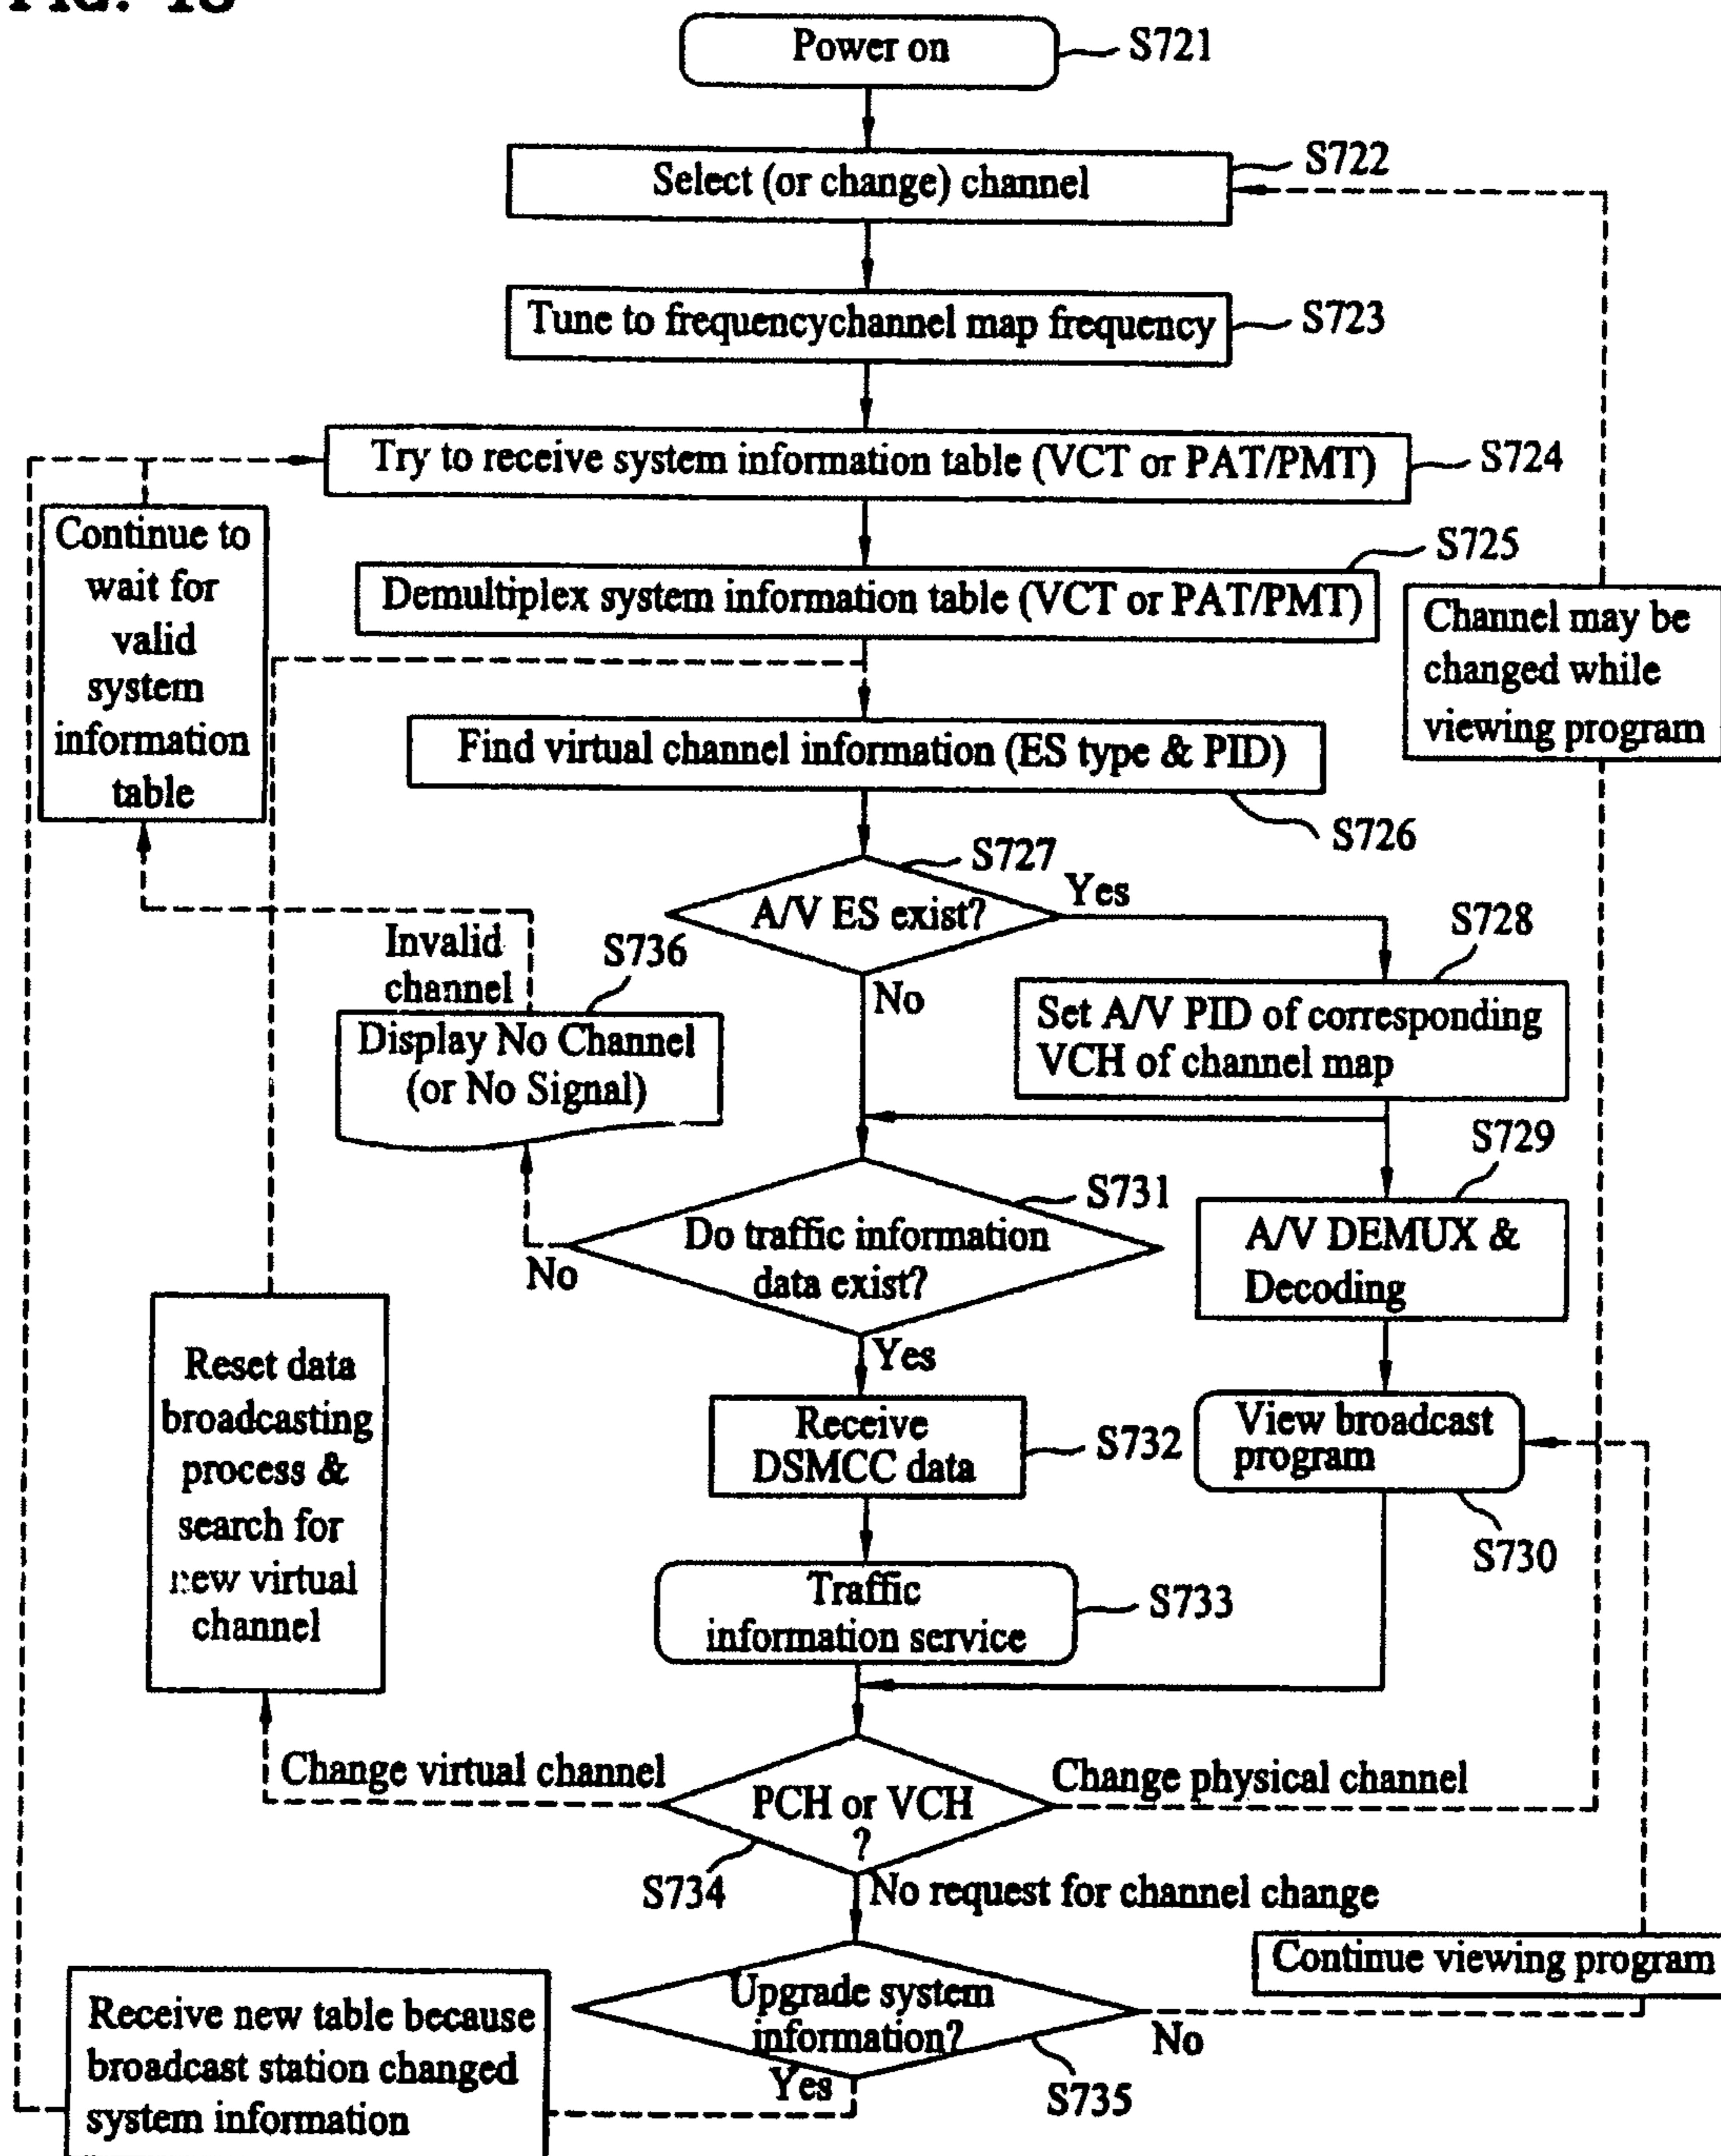 Power on
S721
Select (or change) channel
S722
Tune to frequencychannel map frequency
S723
Try to receive system information table (VCT or PAT/PMT)
S724
Continue to
wait for
valid
system
information
table
Demultiplex system information table (VCT or PAT/PMT)
S725
Channel may be
changed while
viewing program
Find virtual channel information (ES type & PID)
S726
A/V ES exist?
S727
Yes
No
Invalid
channel
S736
Display No Channel
(or No Signal)
S728
Set A/V PID of corresponding
VCH of channel map
S729
A/V DEMUX &
Decoding
S731
Do traffic information
data exist?
No
Yes
Reset data
broadcasting
process &
search for
new virtual
channel
Receive
DSMCC data
S732
View broadcast
program
S730
Traffic
information service
S733
Change virtual channel
PCH or VCH
?
Change physical channel
S734
No request for channel change
Continue viewing program
Upgrade system
information?
No
Yes
S735
Receive new table because
broadcast station changed
system information